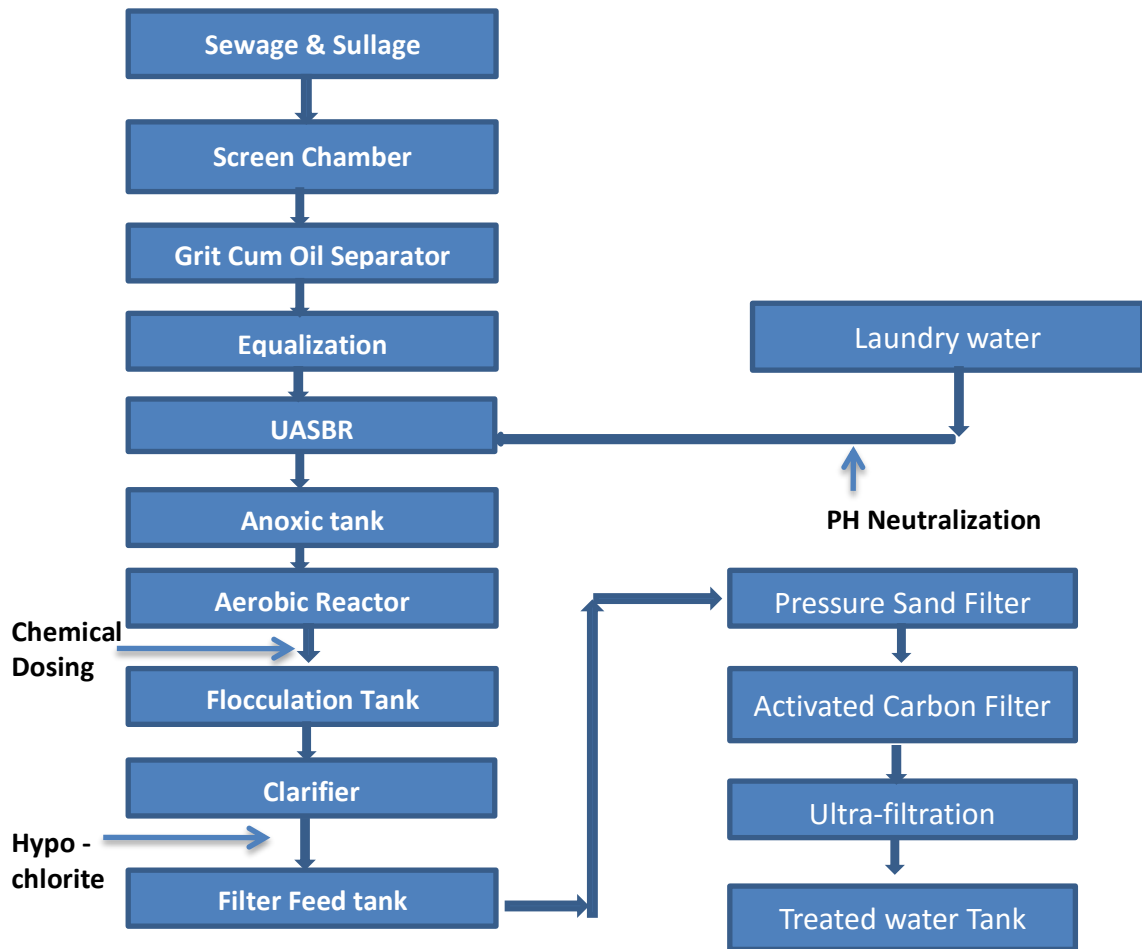 Sewage & Sullage
Screen Chamber
Grit Cum Oil Separator
Equalization
Laundry water
UASBR
PH Neutralization
Anoxic tank
Aerobic Reactor
Chemical
Dosing
Flocculation Tank
Clarifier
Hypo -
chlorite
Filter Feed tank
Pressure Sand Filter
Activated Carbon Filter
Ultra-filtration
Treated water Tank